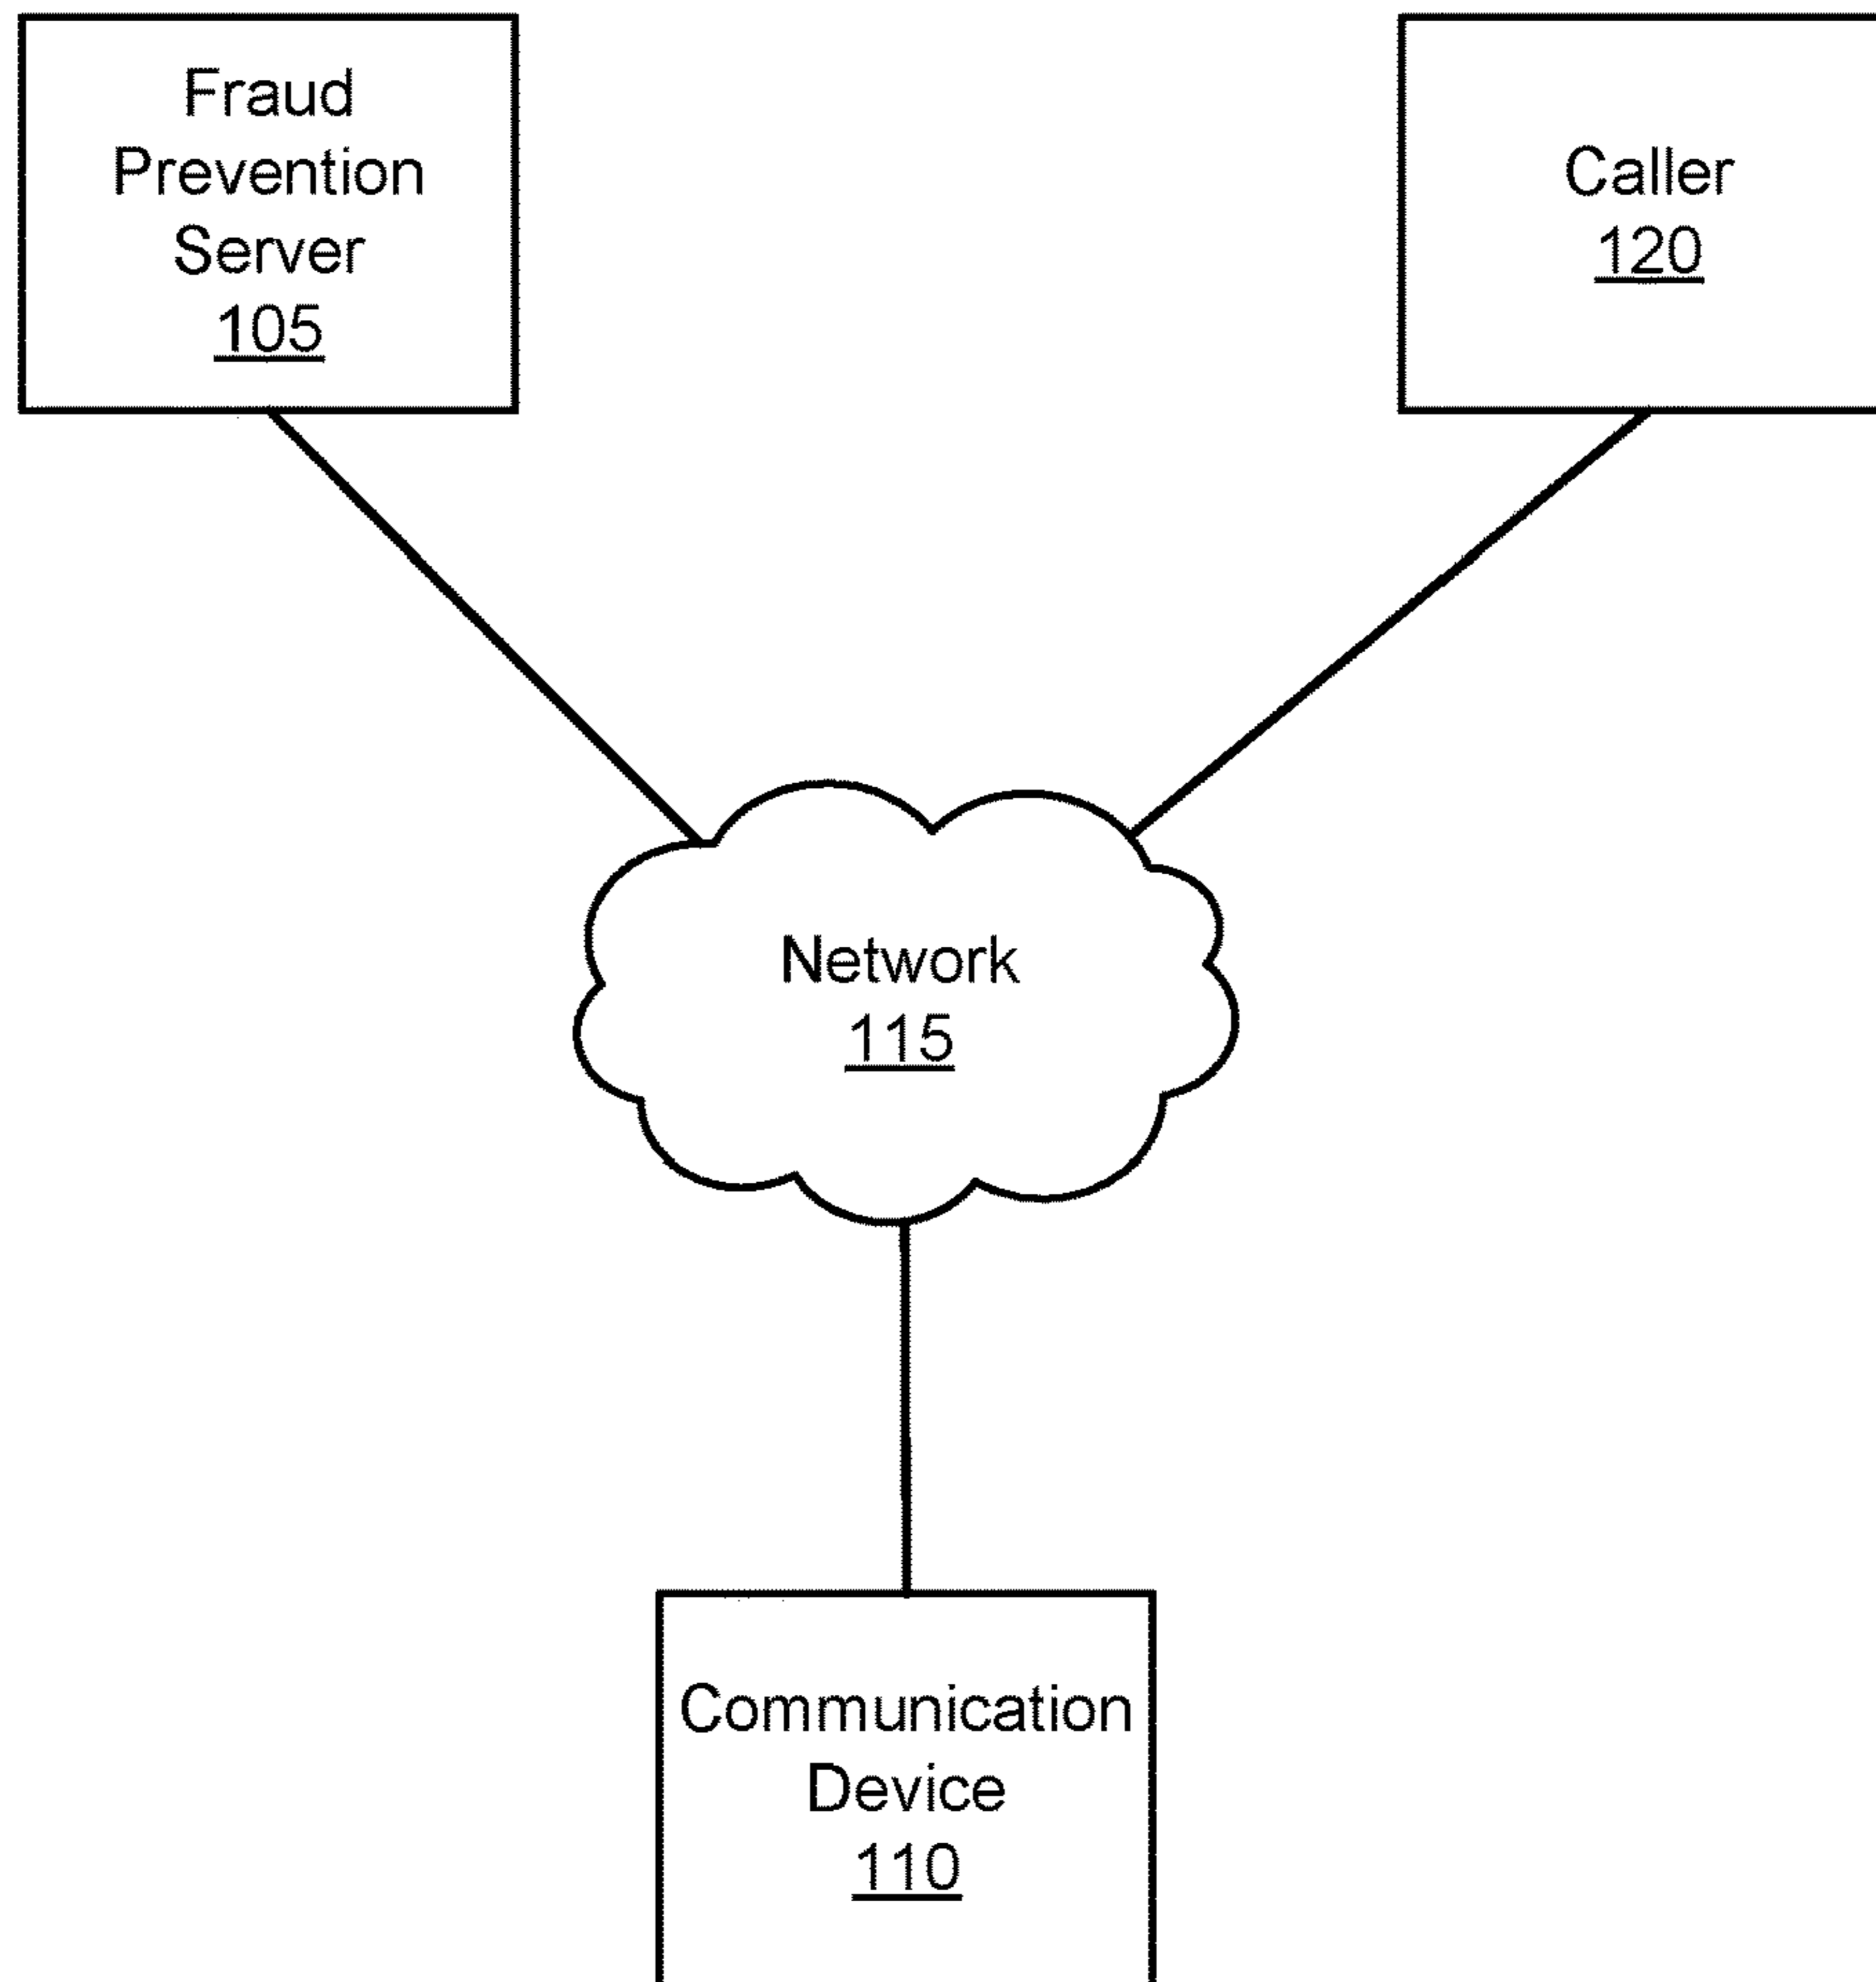 Fraud
Prevention
Server
105
Caller
120
Network
115
Communication
Device
110